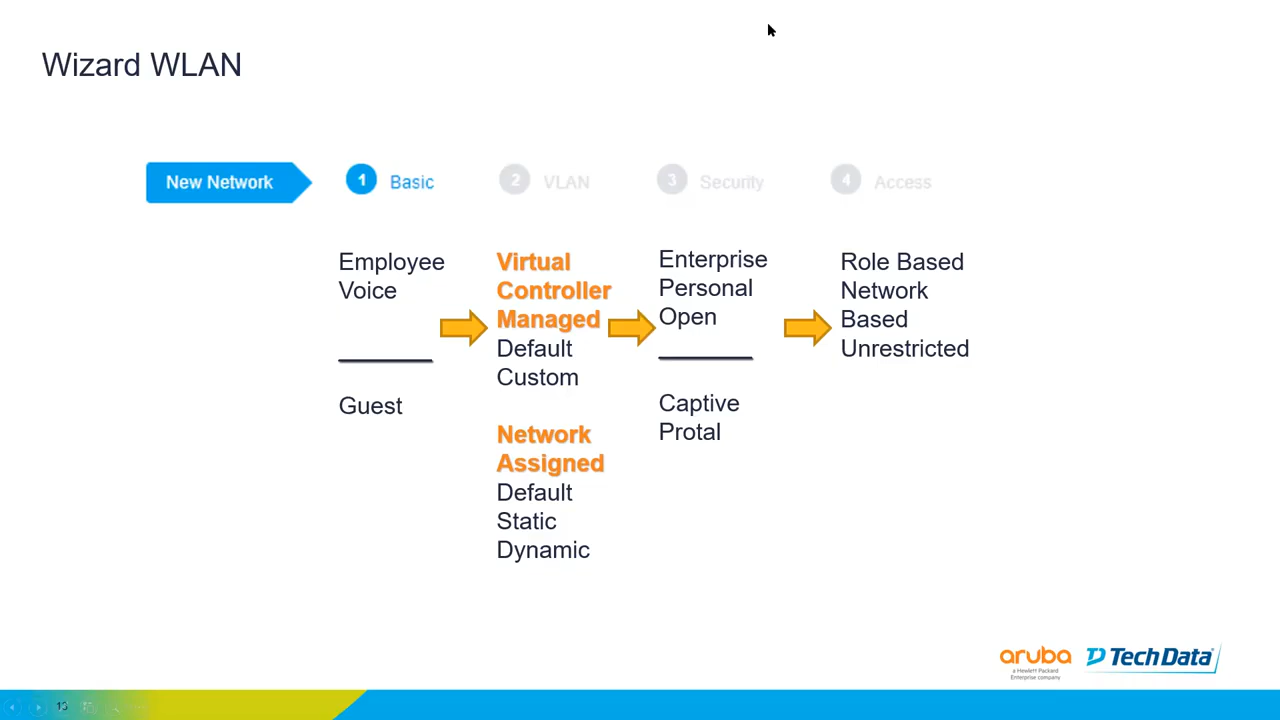 Wizard WLAN
New Network
1 Basic
2 VLAN
3 Security
4 Access
Employee
Voice
Guest
Virtual
Controller
Managed
Default
Custom
Network
Assigned
Default
Static
Dynamic
Enterprise
Personal
Open
Captive
Protal
Role Based
Network
Based
Unrestricted
aruba
a Hewlett Packard
Enterprise company
TechData
13